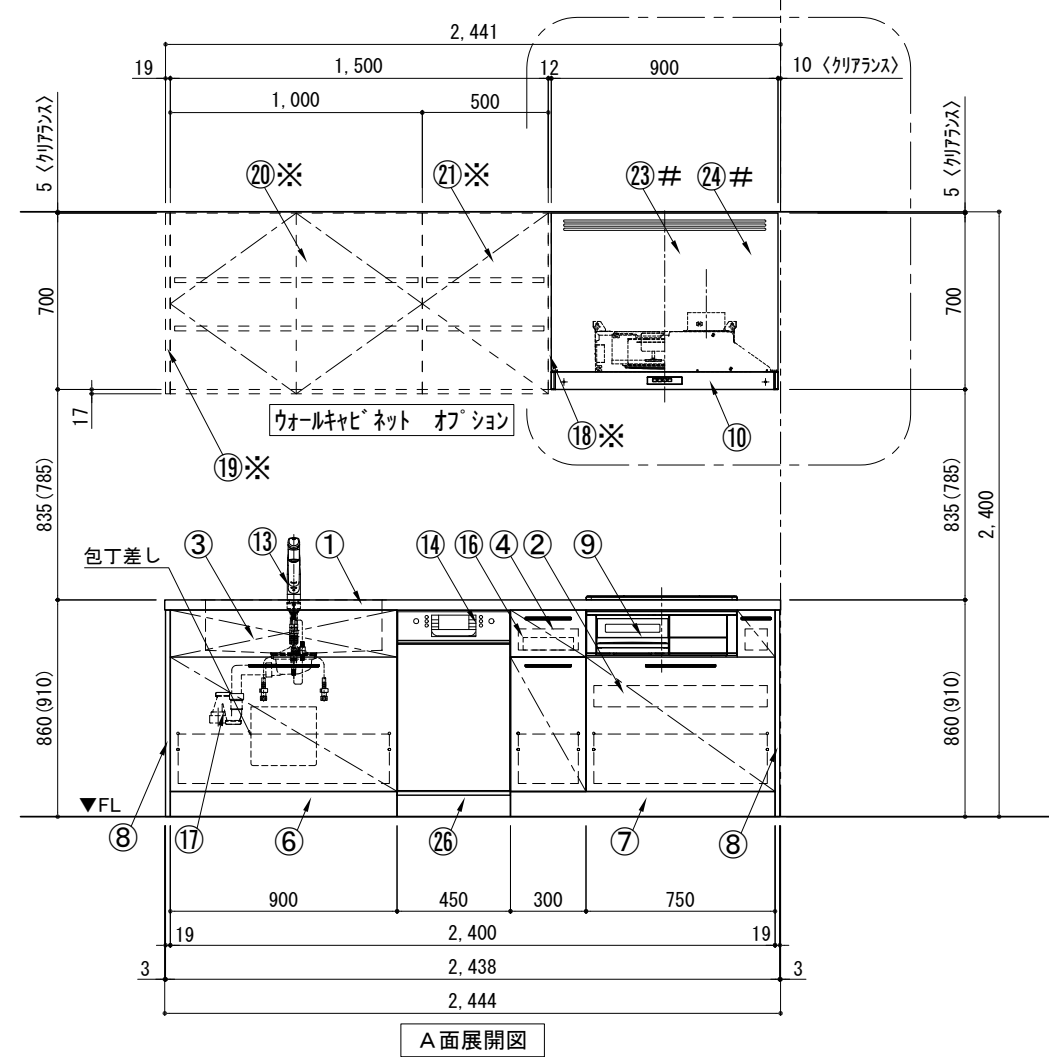 2,441
19 1,500 12 900 10 〈クリアランス〉
1,000 500
5 〈クリアランス〉 5 〈クリアランス〉
⑳※ ㉑※ ㉓# ㉔#
700 700
17
ウォールキャビネット オプション
⑲※ ⑱※ ⑩
835(785) 835(785)
2,400
包丁差し ③ ⑬ ① ⑭ ⑯ ④ ② ⑨
860(910) 860(910)
▼FL
⑧ ⑰ ⑥ ㉖ ⑦ ⑧
900 450 300 750
19 2,400 19
3 2,438 3
2,444
A面展開図